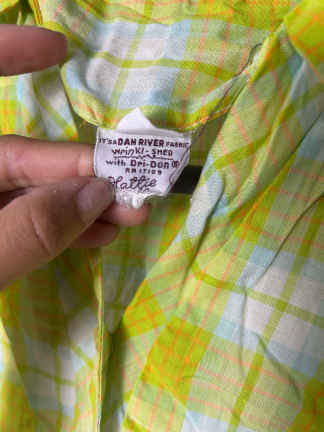 IT'S A DAN RIVER FABRIC
WRINKL-SHED
with Dri-Don ®
Hattie